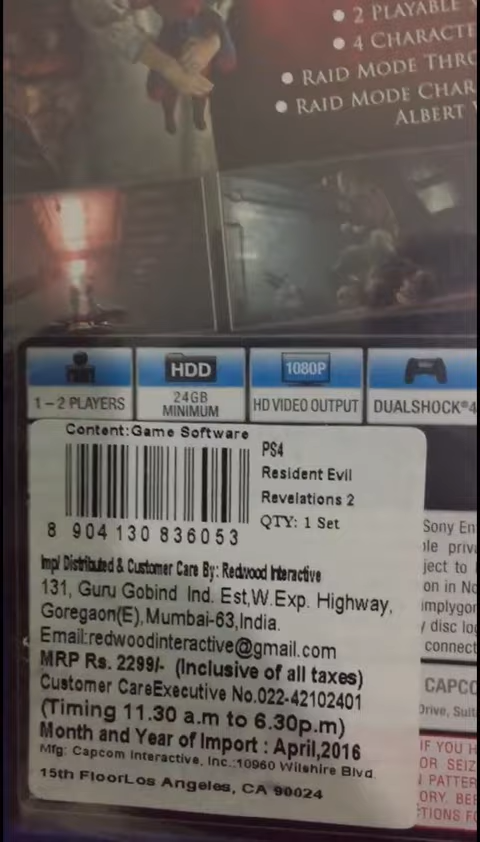 ● 2 PLAYABLE
● 4 CHARACTE
● RAID MODE THRO
● RAID MODE CHAR
ALBERT
HDD
1080P
1-2 PLAYERS
24GB
MINIMUM
HD VIDEO OUTPUT
DUALSHOCK®4
Content:Game Software
PS4
Resident Evil
Revelations 2
QTY: 1 Set
8 904130 836053
Imp/ Distributed & Customer Care By: Redwood Interactive
131, Guru Gobind Ind. Est,W.Exp. Highway,
Goregaon(E),Mumbai-63,India.
Email:redwoodinteractive@gmail.com
MRP Rs. 2299/- (Inclusive of all taxes)
Customer CareExecutive No.022-42102401
(Timing 11.30 a.m to 6.30p.m)
Month and Year of Import : April,2016
Mfg: Capcom Interactive, Inc.:10960 Wilshire Blvd.
15th FloorLos Angeles, CA 90024
Sony En
ble priva
ject to
on in No
implygon
y disc log
connect
CAPCO
Drive, Suit
IF YOU H
OR SEIZ
N PATTER
ORY. BEF
TIONS FO